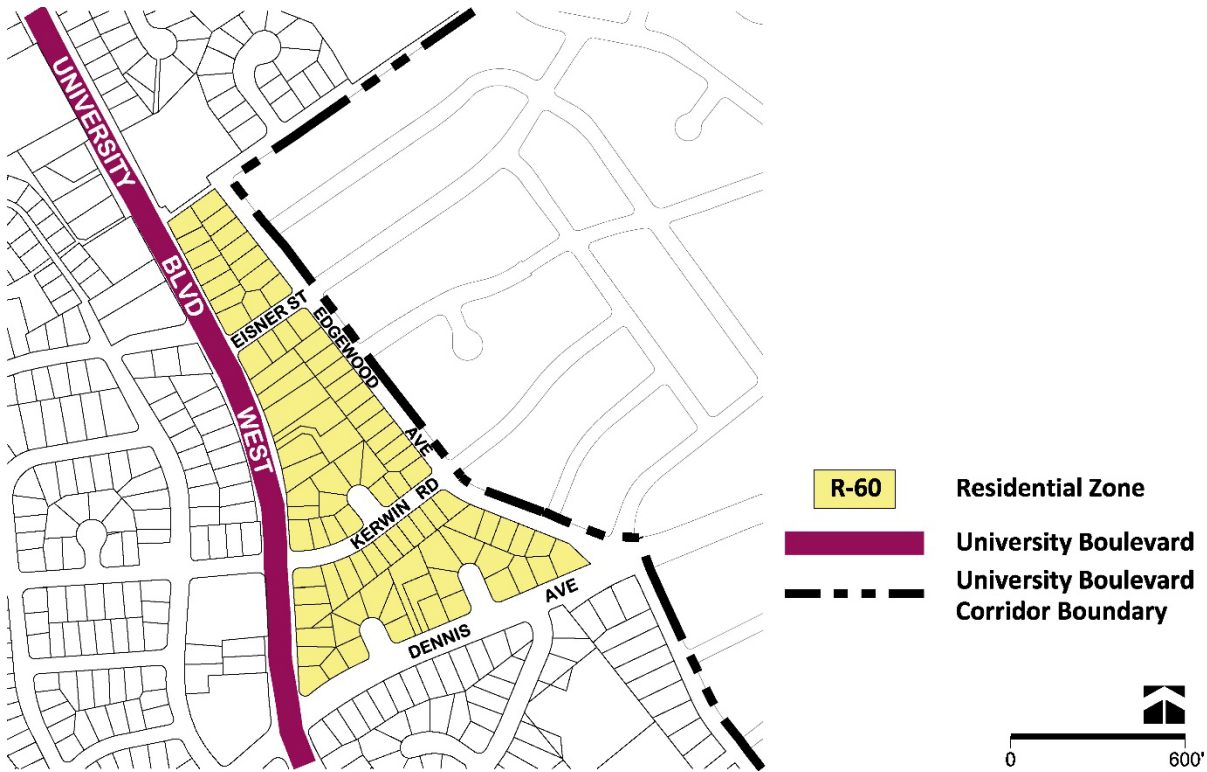 UNIVERSITY
BLVD
WEST
EISNER ST
EDGEWOOD
AVE
KERWIN RD
DENNIS
AVE
R-60
Residential Zone
University Boulevard
University Boulevard
Corridor Boundary
0
600'